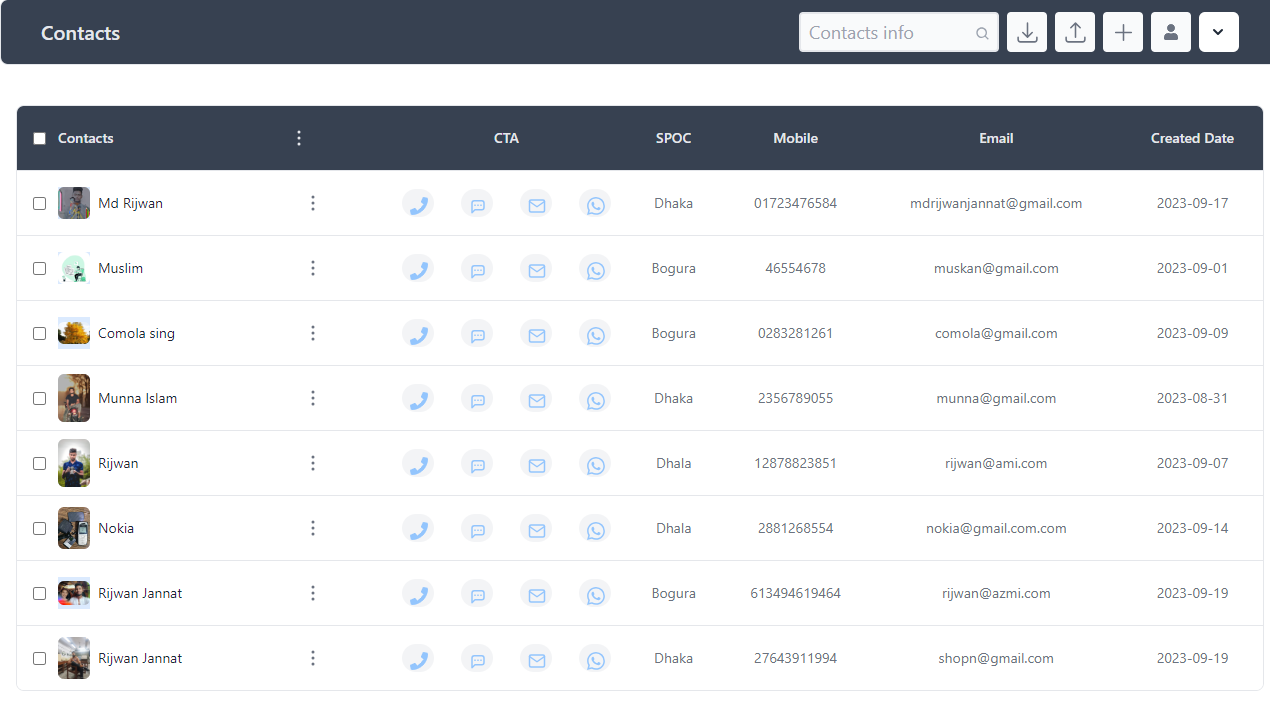 Contacts Contacts info
Contacts CTA SPOC Mobile Email Created Date
Md Rijwan Dhaka 01723476584 mdrijwanjannat@gmail.com 2023-09-17
Muslim Bogura 46554678 muskan@gmail.com 2023-09-01
Comola sing Bogura 0283281261 comola@gmail.com 2023-09-09
Munna Islam Dhaka 2356789055 munna@gmail.com 2023-08-31
Rijwan Dhala 12878823851 rijwan@ami.com 2023-09-07
Nokia Dhala 2881268554 nokia@gmail.com.com 2023-09-14
Rijwan Jannat Bogura 613494619464 rijwan@azmi.com 2023-09-19
Rijwan Jannat Dhaka 27643911994 shopn@gmail.com 2023-09-19